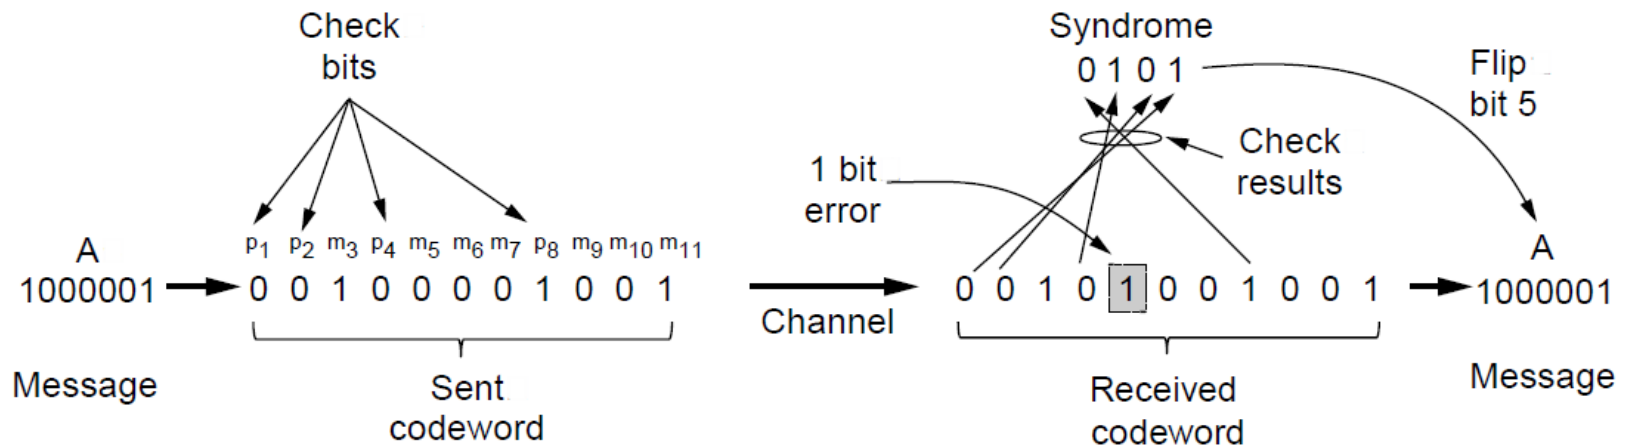 Check
bits
Syndrome
0 1 0 1
Flip
bit 5
Check
results
1 bit
error
A
p1 p2 m3 p4 m5 m6 m7 p8 m9 m10 m11
A
1000001
0 0 1 0 0 0 0 1 0 0 1
0 0 1 0 1 0 0 1 0 0 1
1000001
Channel
Message
Sent
codeword
Received
codeword
Message